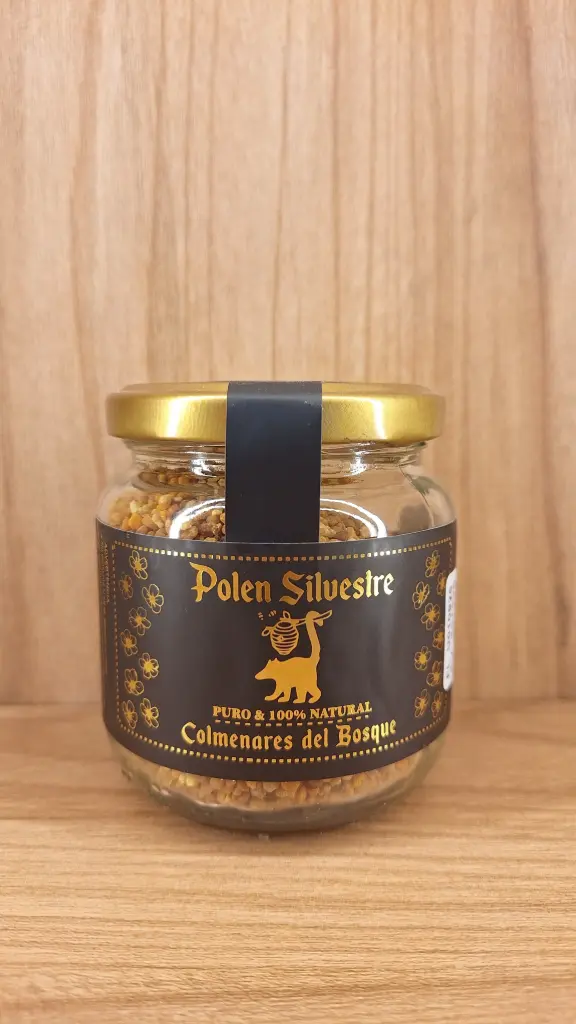 Polen Silvestre
PURO & 100% NATURAL
Colmenares del Bosque